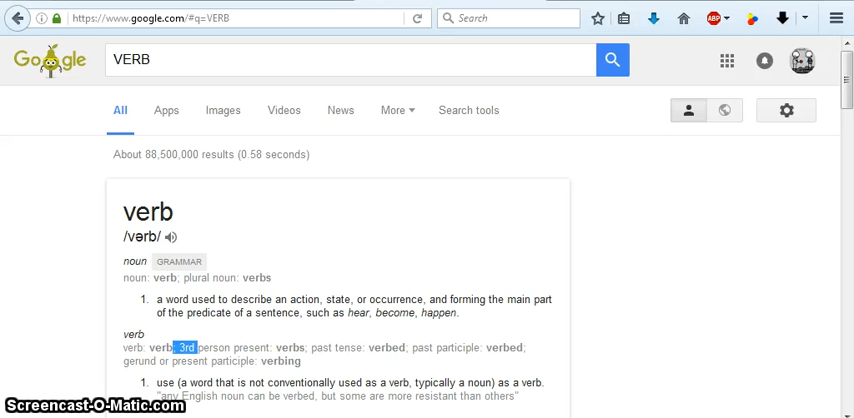 https://www.google.com/#q=VERB
Search
ABP
Google
VERB
All Apps Images Videos News More Search tools
About 88,500,000 results (0.58 seconds)
verb
/vərb/
noun GRAMMAR
noun: verb; plural noun: verbs
1. a word used to describe an action, state, or occurrence, and forming the main part
of the predicate of a sentence, such as hear, become, happen.
verb
verb: verb; 3rd person present: verbs; past tense: verbed; past participle: verbed;
gerund or present participle: verbing
1. use (a word that is not conventionally used as a verb, typically a noun) as a verb.
"any English noun can be verbed, but some are more resistant than others"
Screencast-O-Matic.com